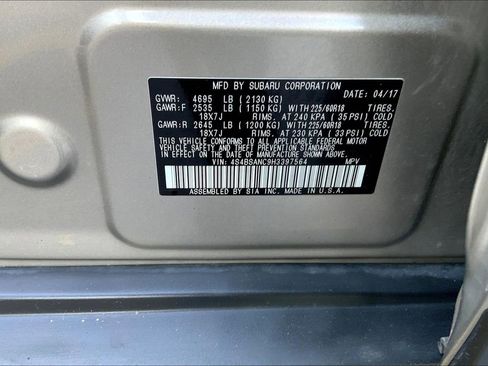 MFD BY SUBARU CORPORATION
GVWR: 4695 LB ( 2130 KG) DATE: 04/17
GAWR:F 2535 LB ( 1150 KG) WITH 225/60R18 TIRES.
18X7J RIMS. AT 240 KPA ( 35 PSI) COLD
GAWR:R 2645 LB ( 1200 KG) WITH 225/60R18 TIRES.
18X7J RIMS. AT 230 KPA ( 33 PSI) COLD
THIS VEHICLE CONFORMS TO ALL APPLICABLE FEDERAL MOTOR
VEHICLE SAFETY, BUMPER, AND THEFT PREVENTION STANDARDS
IN EFFECT ON THE DATE OF MANUFACTURE SHOWN ABOVE.
VIN: 4S4BSANC9H3397564 MPV
ASSEMBLED BY SIA INC. MADE IN U.S.A.